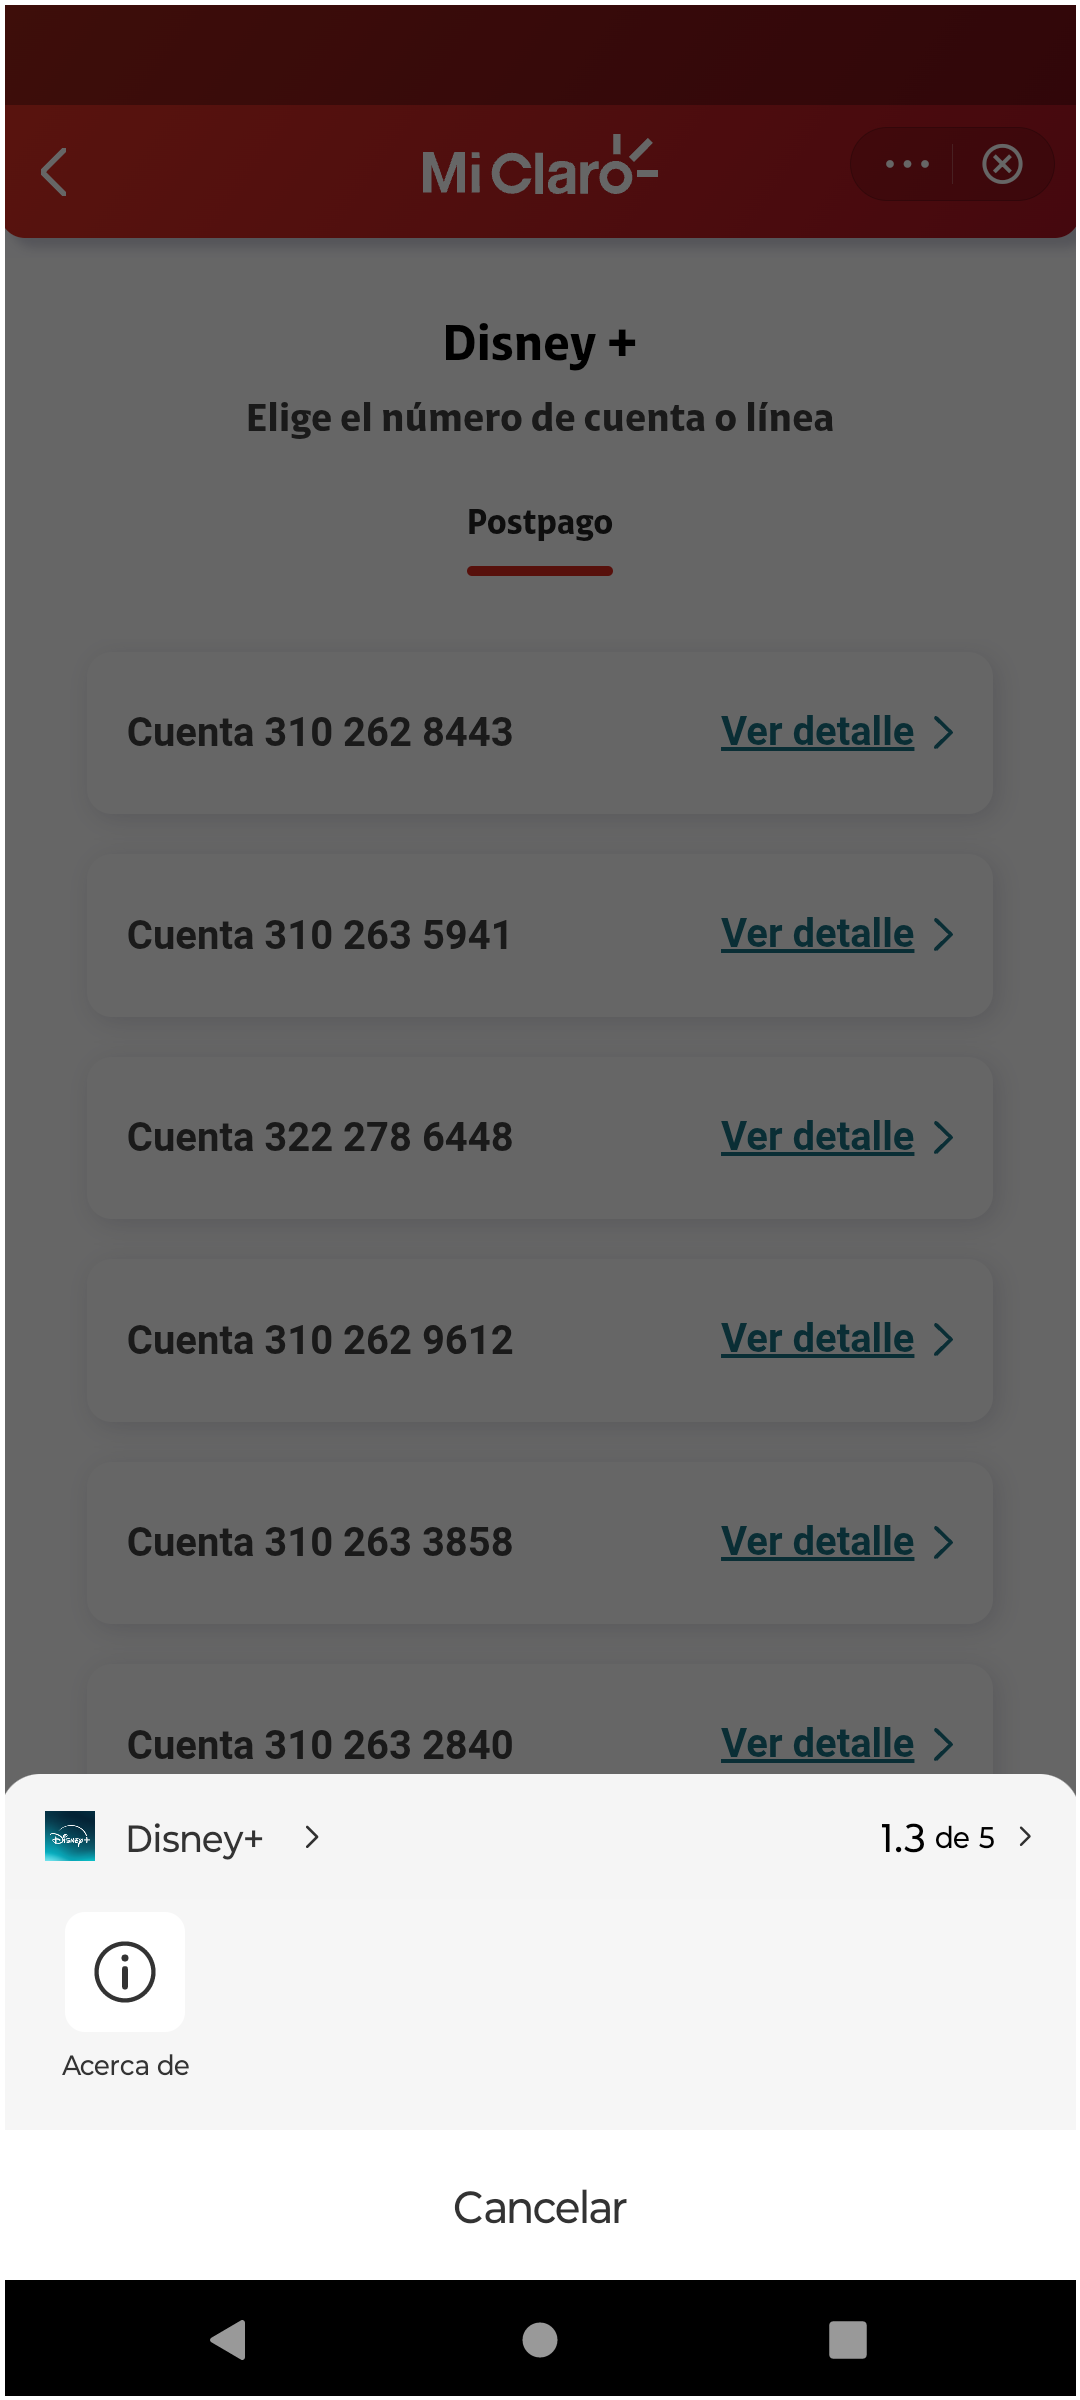 Mi Claro
Disney +
Elige el número de cuenta o línea
Postpago
Cuenta 310 262 8443 Ver detalle
Cuenta 310 263 5941 Ver detalle
Cuenta 322 278 6448 Ver detalle
Cuenta 310 262 9612 Ver detalle
Cuenta 310 263 3858 Ver detalle
Cuenta 310 263 2840 Ver detalle
Disney+ Disney+ 1.3 de 5
Acerca de
Cancelar